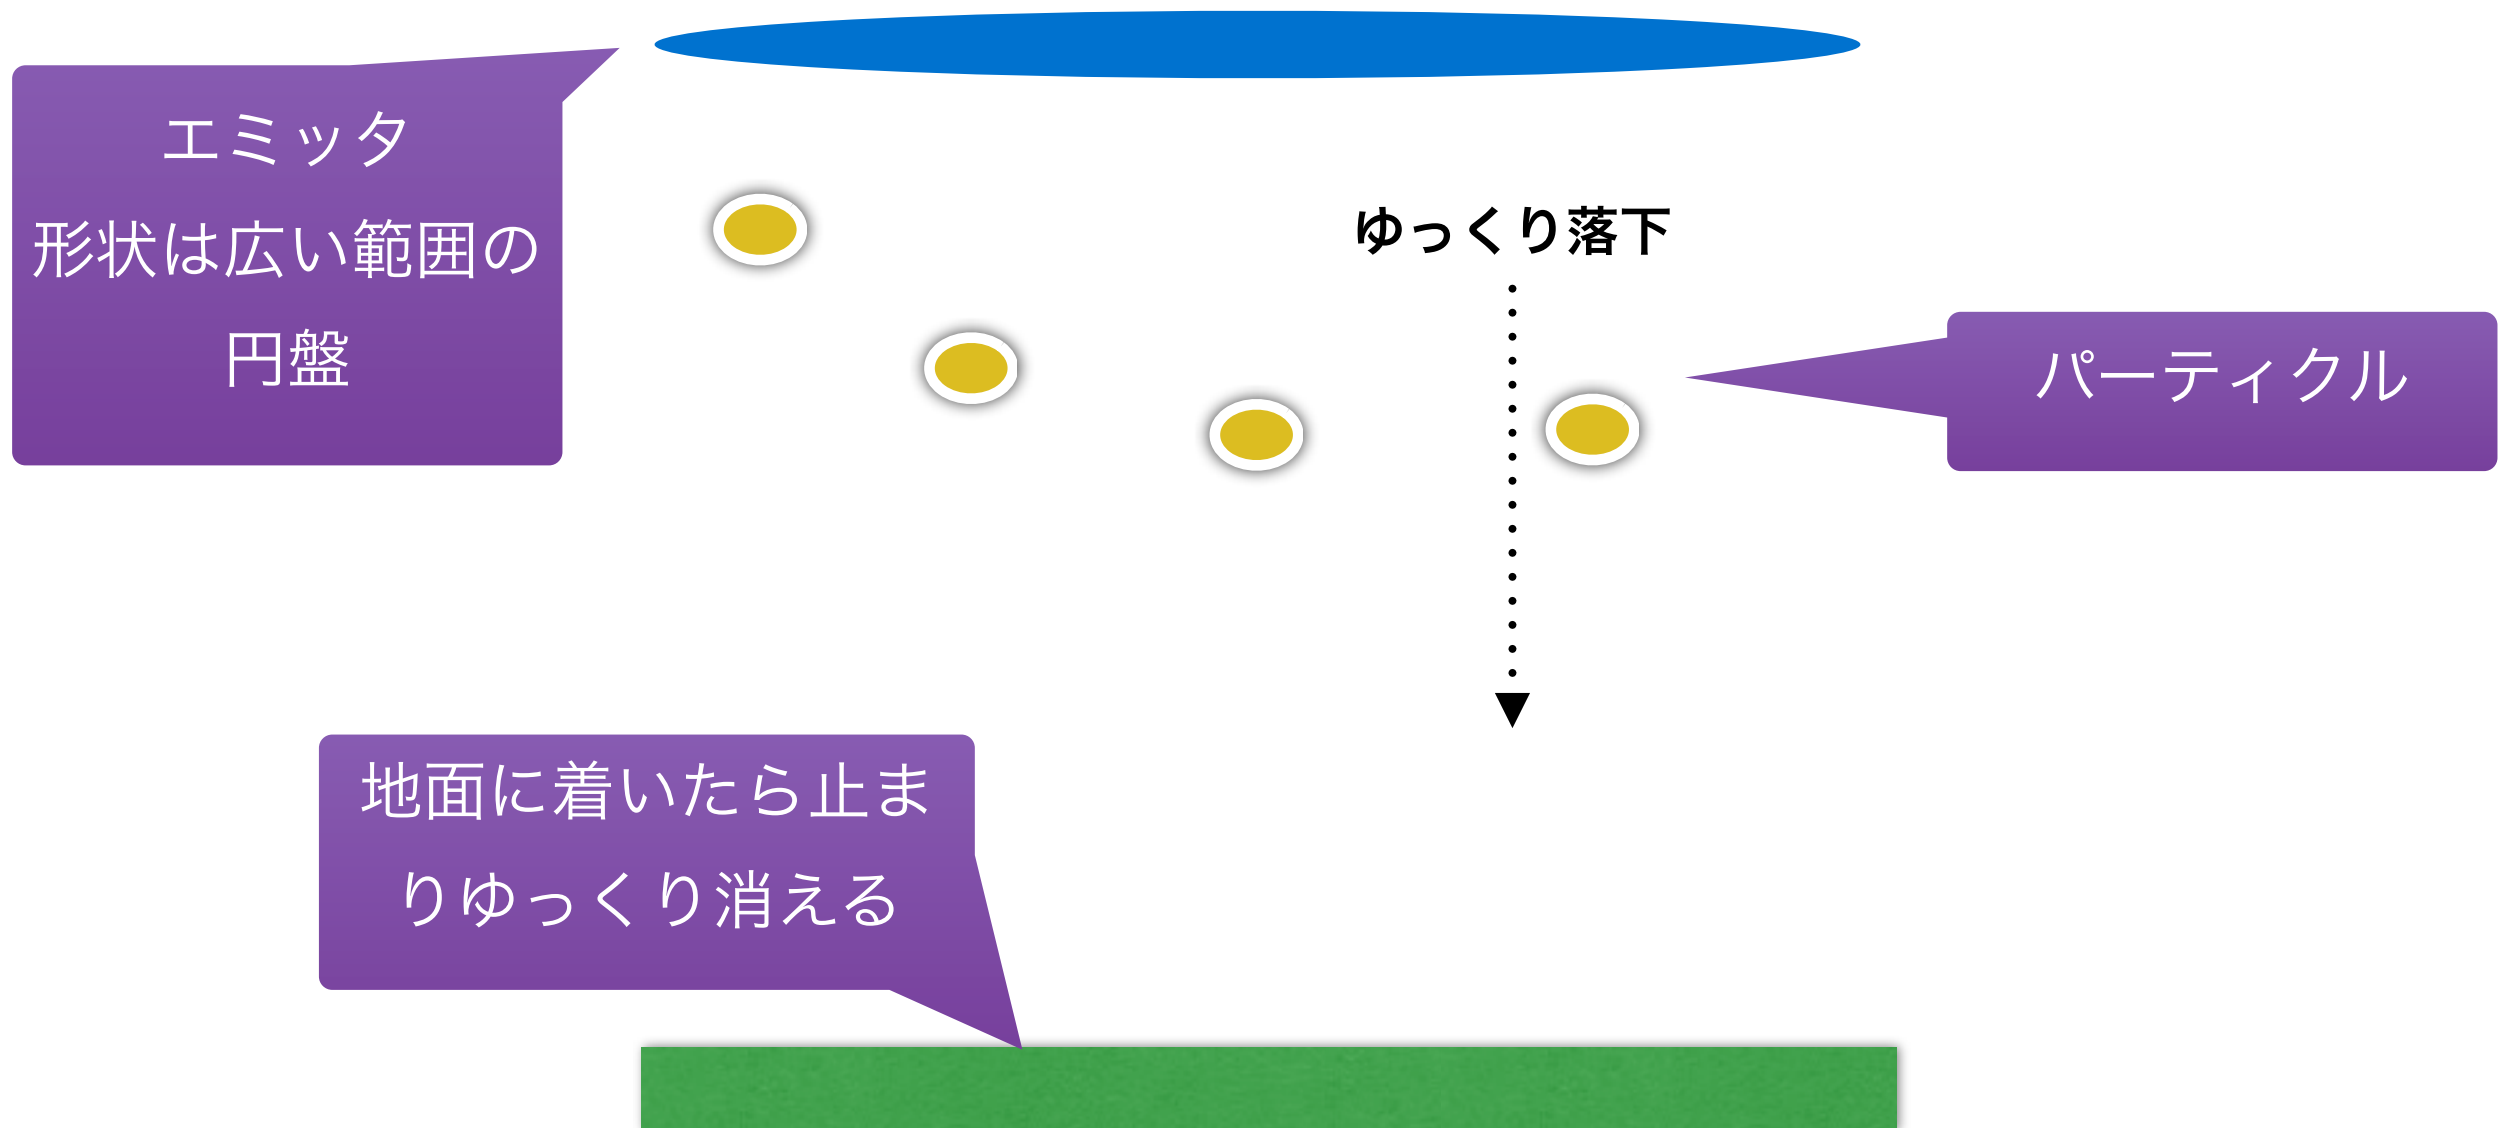 エミッタ
形状は広い範囲の
円盤
ゆっくり落下
パーティクル
地面に着いたら止ま
りゆっくり消える